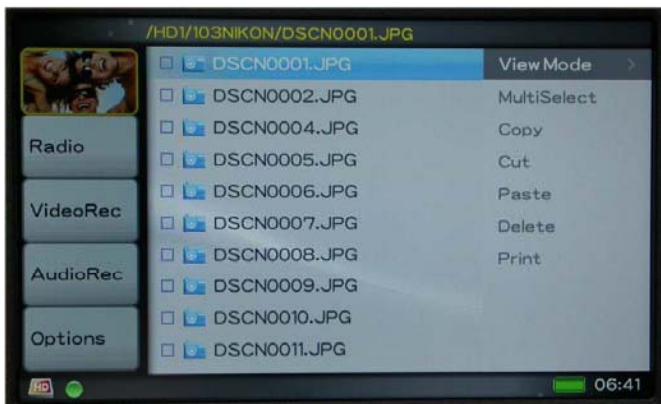 /HD1/103NIKON/DSCN0001.JPG
DSCN0001.JPG
DSCN0002.JPG
DSCN0004.JPG
DSCN0005.JPG
DSCN0006.JPG
DSCN0007.JPG
DSCN0008.JPG
DSCN0009.JPG
DSCN0010.JPG
DSCN0011.JPG
View Mode >
MultiSelect
Copy
Cut
Paste
Delete
Print
Radio
VideoRec
AudioRec
Options
HD
06:41